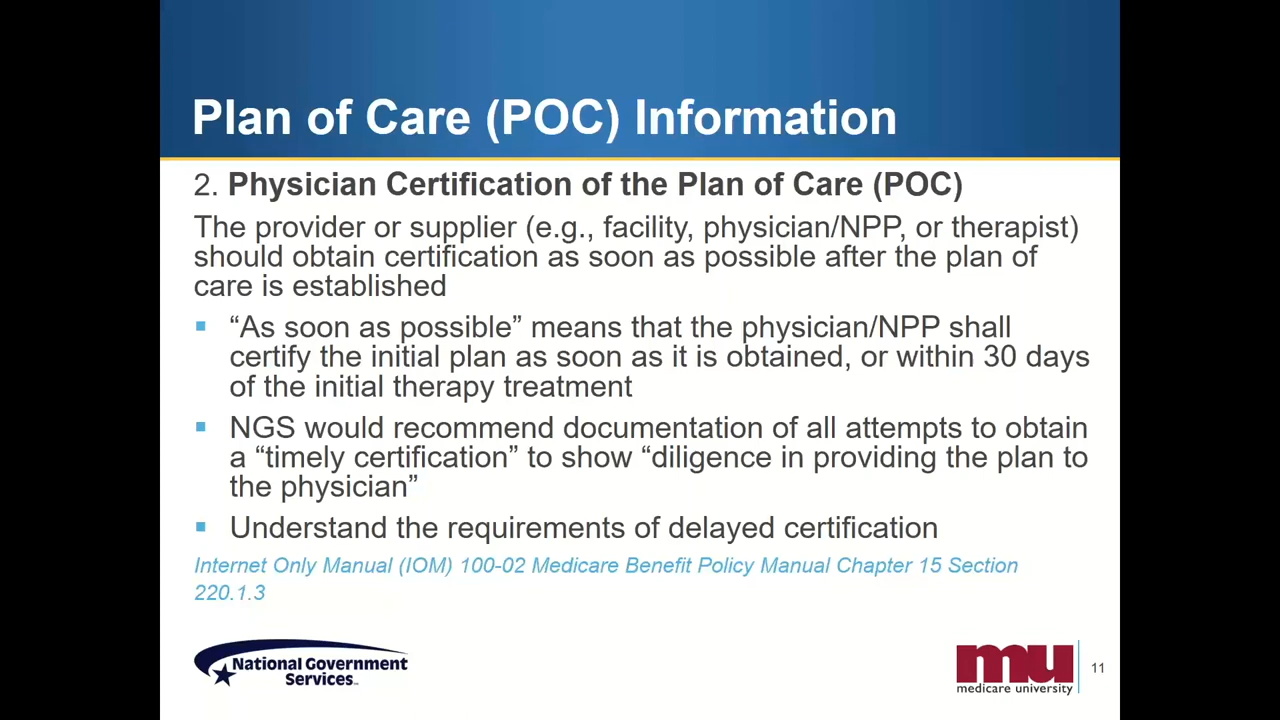 Plan of Care (POC) Information
2. Physician Certification of the Plan of Care (POC)
The provider or supplier (e.g., facility, physician/NPP, or therapist)
should obtain certification as soon as possible after the plan of
care is established
▪ “As soon as possible” means that the physician/NPP shall
certify the initial plan as soon as it is obtained, or within 30 days
of the initial therapy treatment
▪ NGS would recommend documentation of all attempts to obtain
a “timely certification” to show “diligence in providing the plan to
the physician”
▪ Understand the requirements of delayed certification
Internet Only Manual (IOM) 100-02 Medicare Benefit Policy Manual Chapter 15 Section
220.1.3
National Government
Services
mu
medicare university
11